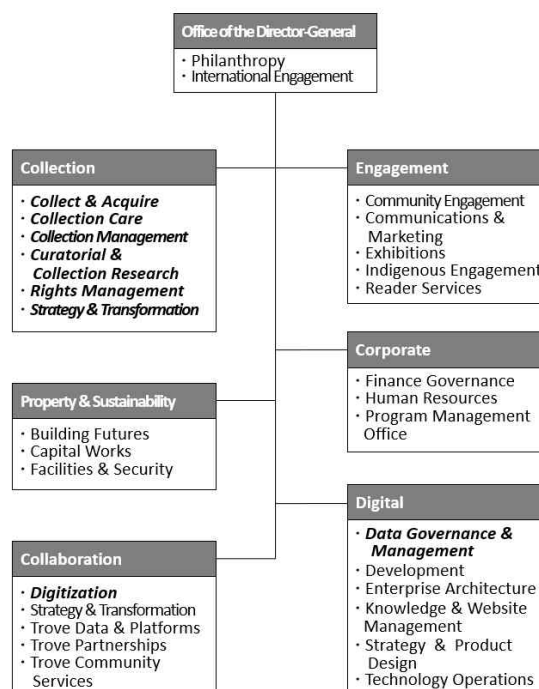 Office of the Director-General
· Philanthropy
· International Engagement
Collection
· Collect & Acquire
· Collection Care
· Collection Management
· Curatorial &
Collection Research
· Rights Management
· Strategy & Transformation
Engagement
· Community Engagement
· Communications &
Marketing
· Exhibitions
· Indigenous Engagement
· Reader Services
Corporate
· Finance Governance
· Human Resources
· Program Management
Office
Property & Sustainability
· Building Futures
· Capital Works
· Facilities & Security
Digital
· Data Governance &
Management
· Development
· Enterprise Architecture
· Knowledge & Website
Management
· Strategy & Product
Design
· Technology Operations
Collaboration
· Digitization
· Strategy & Transformation
· Trove Data & Platforms
· Trove Partnerships
· Trove Community
Services